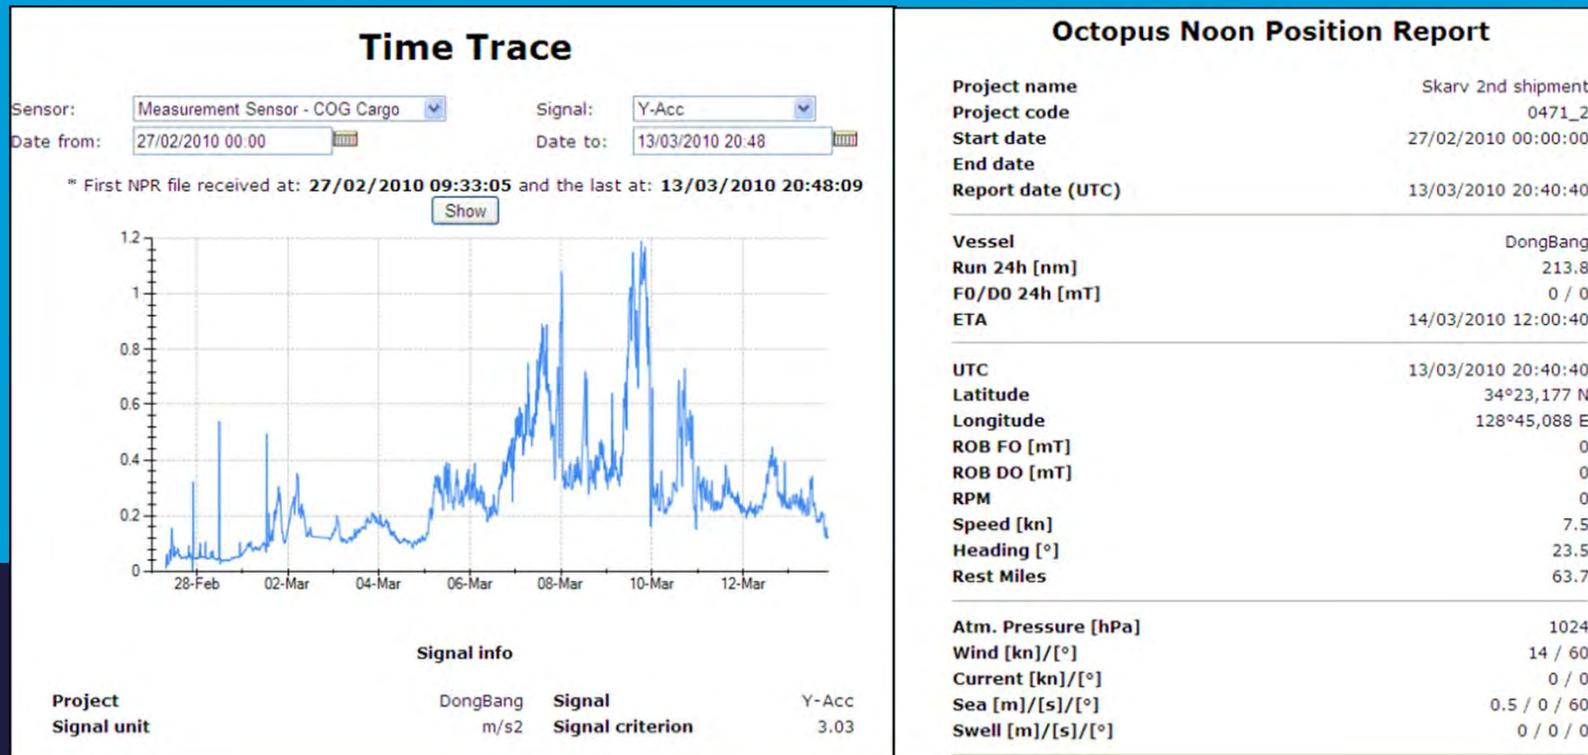 Time Trace
Sensor: Measurement Sensor - COG Cargo Signal: Y-Acc
Date from: 27/02/2010 00:00 Date to: 13/03/2010 20:48
* First NPR file received at: 27/02/2010 09:33:05 and the last at: 13/03/2010 20:48:09
Show
1.2
1
0.8
0.6
0.4
0.2
0
28-Feb 02-Mar 04-Mar 06-Mar 08-Mar 10-Mar 12-Mar
Signal info
Project DongBang Signal Y-Acc
Signal unit m/s2 Signal criterion 3.03
Octopus Noon Position Report
Project name Skarv 2nd shipment
Project code 0471_2
Start date 27/02/2010 00:00:00
End date
Report date (UTC) 13/03/2010 20:40:40
Vessel DongBang
Run 24h [nm] 213.8
F0/D0 24h [mT] 0 / 0
ETA 14/03/2010 12:00:40
UTC 13/03/2010 20:40:40
Latitude 34°23,177 N
Longitude 128°45,088 E
ROB FO [mT] 0
ROB DO [mT] 0
RPM 0
Speed [kn] 7.5
Heading [°] 23.5
Rest Miles 63.7
Atm. Pressure [hPa] 1024
Wind [kn]/[°] 14 / 60
Current [kn]/[°] 0 / 0
Sea [m]/[s]/[°] 0.5 / 0 / 60
Swell [m]/[s]/[°] 0 / 0 / 0